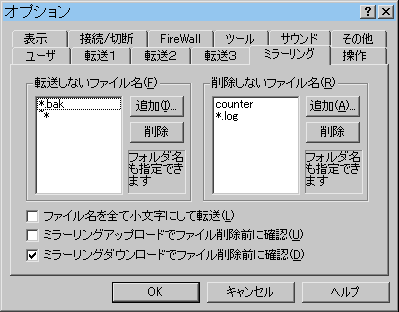 オプション
表示 接続/切断 FireWall ツール サウンド その他
ユーザ 転送1 転送2 転送3 ミラーリング 操作
転送しないファイル名(F) 削除しないファイル名(R)
*.bak 追加(I)... counter 追加(A)...
*.log
削除 削除
フォルダ名 フォルダ名
も指定でき も指定でき
ます ます
ファイル名を全て小文字にして転送(L)
ミラーリングアップロードでファイル削除前に確認(U)
ミラーリングダウンロードでファイル削除前に確認(D)
OK キャンセル ヘルプ